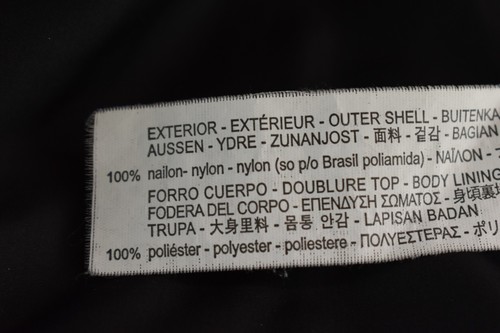 EXTERIOR - EXTÉRIEUR - OUTER SHELL - BUITENKA
AUSSEN - YDRE - ZUNANJOST - 面料 - 겉감 - BAGIAN
100% nailon- nylon - nylon (so p/o Brasil poliamida) - ΝΑΪΛΟΝ -
FORRO CUERPO - DOUBLURE TOP - BODY LINING
FODERA DEL CORPO - ΕΠΕΝΔΥΣΗ ΣΩΜΑΤΟΣ - 身頃裏
TRUPA - 大身里料 - 몸통 안감 - LAPISAN BADAN
100% poliéster - polyester - poliestere - ΠΟΛΥΕΣΤΕΡΑΣ - ポリ